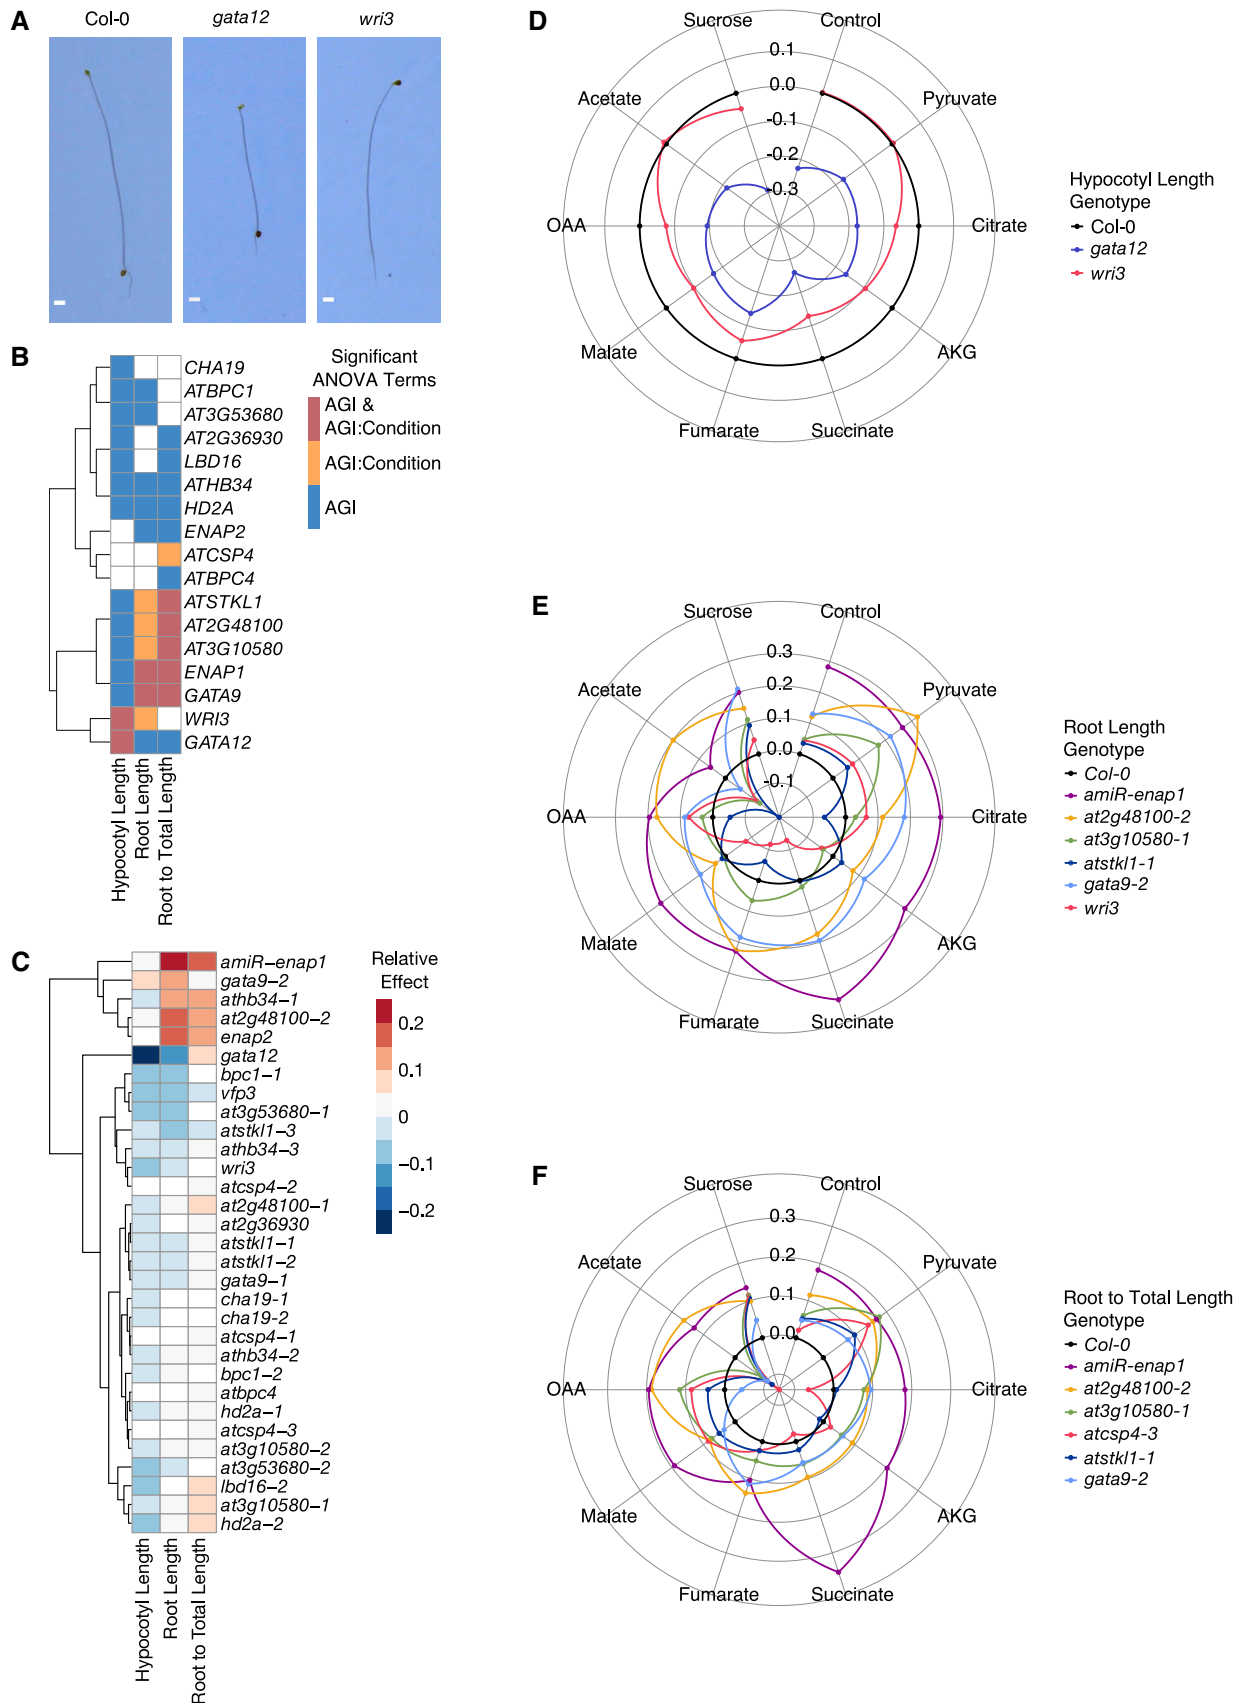 A
Col-0
gata12
wri3
B
CHA19
ATBPC1
AT3G53680
AT2G36930
LBD16
ATHB34
HD2A
ENAP2
ATCSP4
ATBPC4
ATSTKL1
AT2G48100
AT3G10580
ENAP1
GATA9
WRI3
GATA12
Hypocotyl Length
Root Length
Root to Total Length
Significant
ANOVA Terms
AGI &
AGI:Condition
AGI:Condition
AGI
C
amiR−enap1
gata9−2
athb34−1
at2g48100−2
enap2
gata12
bpc1−1
vfp3
at3g53680−1
atstkl1−3
athb34−3
wri3
atcsp4−2
at2g48100−1
at2g36930
atstkl1−1
atstkl1−2
gata9−1
cha19−1
cha19−2
atcsp4−1
athb34−2
bpc1−2
atbpc4
hd2a−1
atcsp4−3
at3g10580−2
at3g53680−2
lbd16−2
at3g10580−1
hd2a−2
Hypocotyl Length
Root Length
Root to Total Length
Relative
Effect
0.2
0.1
0
−0.1
−0.2
D
Sucrose
Control
Acetate
Pyruvate
OAA
Citrate
Malate
AKG
Fumarate
Succinate
0.1
0.0
-0.1
-0.2
-0.3
Hypocotyl Length
Genotype
Col-0
gata12
wri3
E
Sucrose
Control
Acetate
Pyruvate
OAA
Citrate
Malate
AKG
Fumarate
Succinate
0.3
0.2
0.1
0.0
-0.1
Root Length
Genotype
Col-0
amiR-enap1
at2g48100-2
at3g10580-1
atstkl1-1
gata9-2
wri3
F
Sucrose
Control
Acetate
Pyruvate
OAA
Citrate
Malate
AKG
Fumarate
Succinate
0.3
0.2
0.1
0.0
Root to Total Length
Genotype
Col-0
amiR-enap1
at2g48100-2
at3g10580-1
atcsp4-3
atstkl1-1
gata9-2